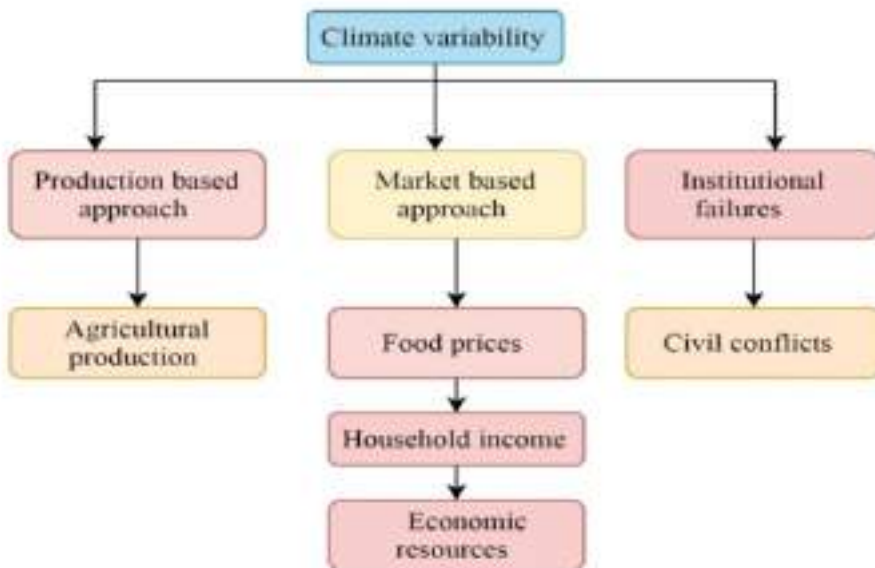 Climate variability
Production based
approach
Market based
approach
Institutional
failures
Agricultural
production
Food prices
Civil conflicts
Household income
Economic
resources